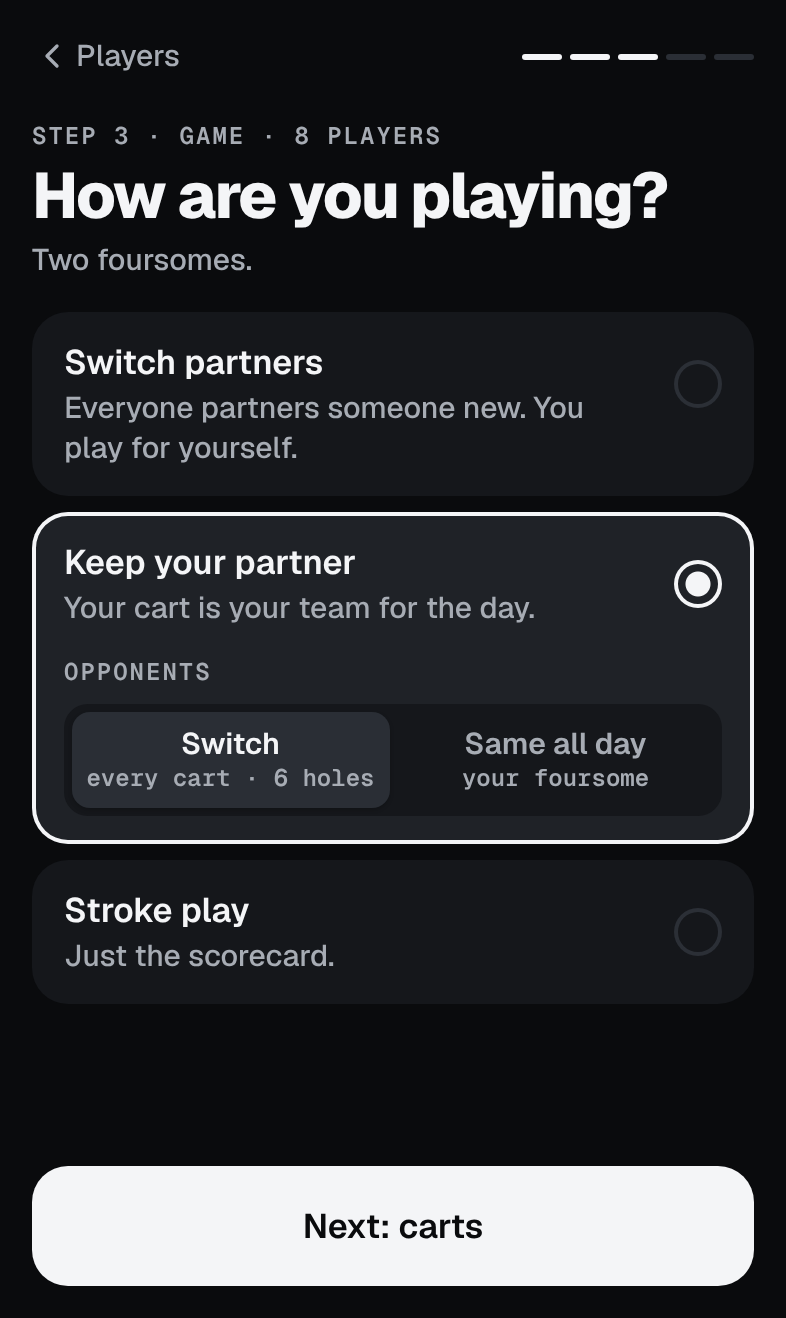 Players
STEP 3 · GAME · 8 PLAYERS
How are you playing?
Two foursomes.
Switch partners
Everyone partners someone new. You
play for yourself.
Keep your partner
Your cart is your team for the day.
OPPONENTS
Switch
every cart · 6 holes
Same all day
your foursome
Stroke play
Just the scorecard.
Next: carts